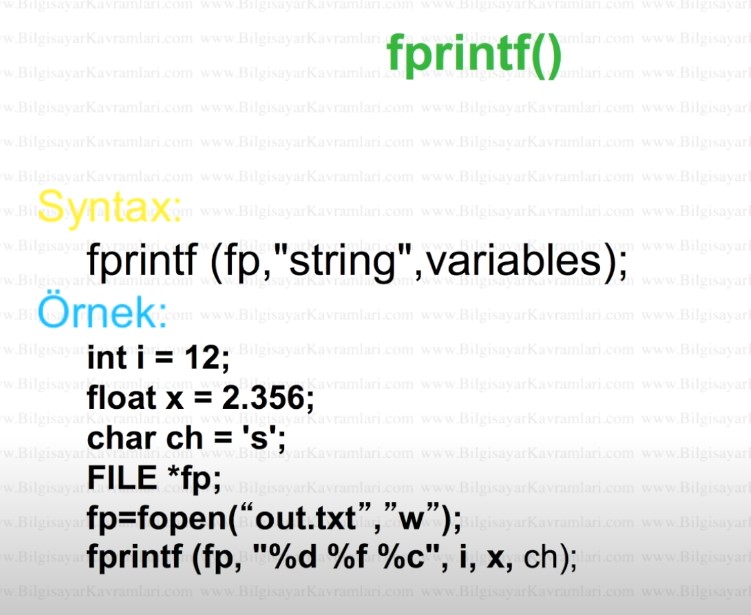 fprintf()
Syntax:
fprintf (fp,"string",variables);
Örnek:
int i = 12;
float x = 2.356;
char ch = 's';
FILE *fp;
fp=fopen(“out.txt”,”w”);
fprintf (fp, "%d %f %c", i, x, ch);
www.BilgisayarKavramlari.com